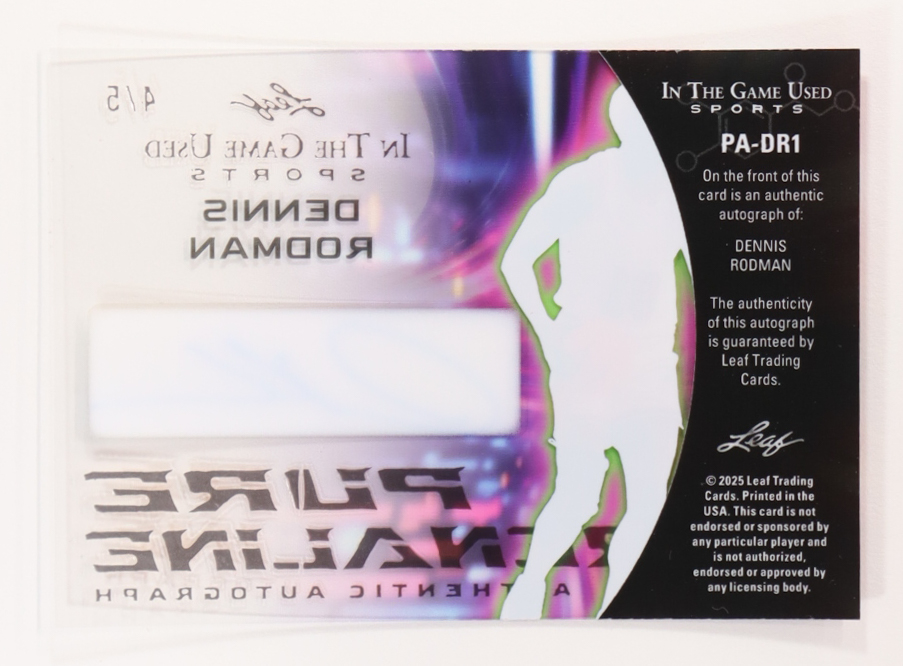 4/5
Leaf
IN THE GAME USED
SPORTS
DENNIS
RODMAN
PURE
RENALINE
A THENTIC AUTOGRAPH
IN THE GAME USED
SPORTS
PA-DR1
On the front of this
card is an authentic
autograph of:
DENNIS
RODMAN
The authenticity
of this autograph
is guaranteed by
Leaf Trading
Cards.
Leaf
© 2025 Leaf Trading
Cards. Printed in the
USA. This card is not
endorsed or sponsored by
any particular player and
is not authorized,
endorsed or approved by
any licensing body.